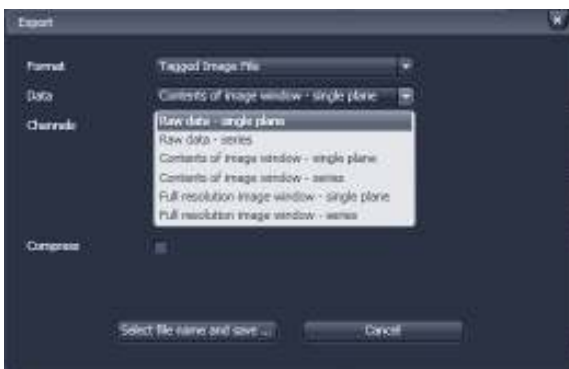 Export
Format Tagged Image File
Data Contents of image window - single plane
Channels
Raw data - single plane
Raw data - series
Contents of image window - single plane
Contents of image window - series
Full resolution image window - single plane
Full resolution image window - series
Compress
Select file name and save ... Cancel